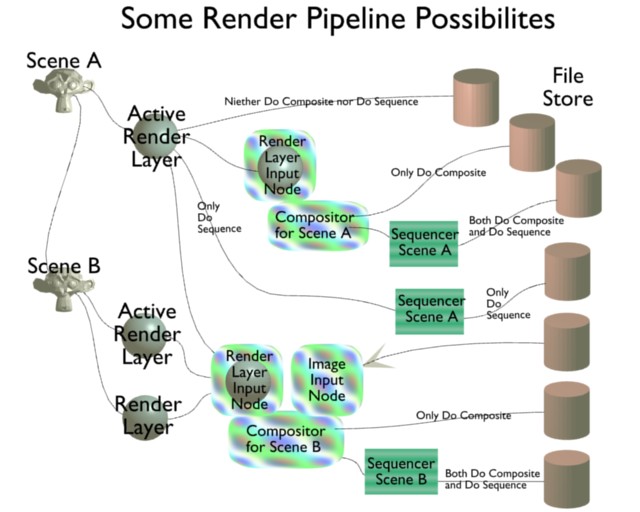 Some Render Pipeline Possibilites
Scene A
File
Store
Active
Render
Layer
Niether Do Composite nor Do Sequence
Render
Layer
Input
Node
Only Do Composite
Only
Do
Sequence
Compositor
for Scene A
Sequencer
Scene A
Both Do Composite
and Do Sequence
Scene B
Sequencer
Scene A
Only
Do
Sequence
Active
Render
Layer
Render
Layer
Input
Node
Image
Input
Node
Render
Layer
Only Do Composite
Compositor
for Scene B
Sequencer
Scene B
Both Do Composite
and Do Sequence